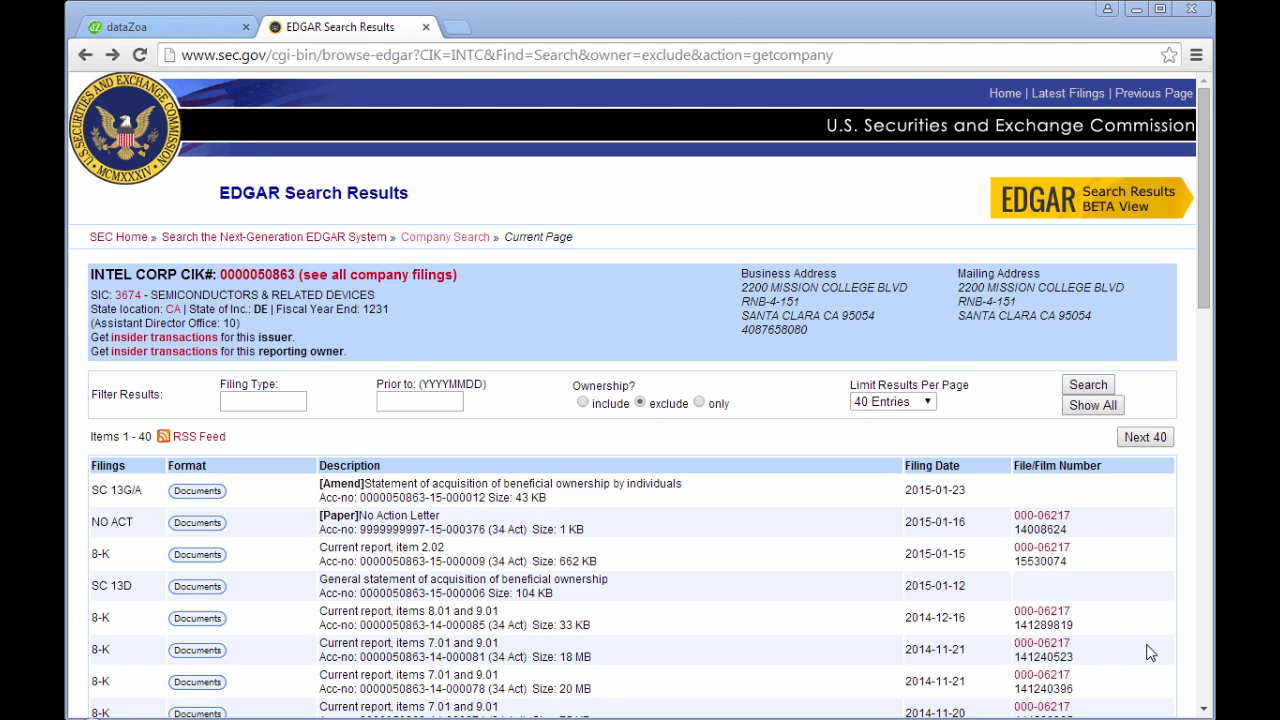 dataZoa
EDGAR Search Results
www.sec.gov/cgi-bin/browse-edgar?CIK=INTC&Find=Search&owner=exclude&action=getcompany
U.S. SECURITIES AND EXCHANGE COMMISSION
MCMXXXIV
Home | Latest Filings | Previous Page
U.S. Securities and Exchange Commission
EDGAR Search Results
EDGAR Search Results BETA View
SEC Home » Search the Next-Generation EDGAR System » Company Search » Current Page
INTEL CORP CIK#: 0000050863 (see all company filings)
SIC: 3674 - SEMICONDUCTORS & RELATED DEVICES
State location: CA | State of Inc.: DE | Fiscal Year End: 1231
(Assistant Director Office: 10)
Get insider transactions for this issuer.
Get insider transactions for this reporting owner.
Business Address
2200 MISSION COLLEGE BLVD
RNB-4-151
SANTA CLARA CA 95054
4087658080
Mailing Address
2200 MISSION COLLEGE BLVD
RNB-4-151
SANTA CLARA CA 95054
Filter Results:
Filing Type:
Prior to: (YYYYMMDD)
Ownership?
include exclude only
Limit Results Per Page
40 Entries
Search
Show All
Items 1 - 40 RSS Feed
Next 40
Filings Format Description Filing Date File/Film Number
SC 13G/A Documents [Amend]Statement of acquisition of beneficial ownership by individuals 2015-01-23
Acc-no: 0000050863-15-000012 Size: 43 KB
NO ACT Documents [Paper]No Action Letter 2015-01-16 000-06217
Acc-no: 9999999997-15-000376 (34 Act) Size: 1 KB 14008624
8-K Documents Current report, item 2.02 2015-01-15 000-06217
Acc-no: 0000050863-15-000009 (34 Act) Size: 662 KB 15530074
SC 13D Documents General statement of acquisition of beneficial ownership 2015-01-12
Acc-no: 0000050863-15-000006 Size: 104 KB
8-K Documents Current report, items 8.01 and 9.01 2014-12-16 000-06217
Acc-no: 0000050863-14-000085 (34 Act) Size: 33 KB 141289819
8-K Documents Current report, items 7.01 and 9.01 2014-11-21 000-06217
Acc-no: 0000050863-14-000081 (34 Act) Size: 18 MB 141240523
8-K Documents Current report, items 7.01 and 9.01 2014-11-21 000-06217
Acc-no: 0000050863-14-000078 (34 Act) Size: 20 MB 141240396
8-K Documents Current report, items 7.01 and 9.01 2014-11-20 000-06217